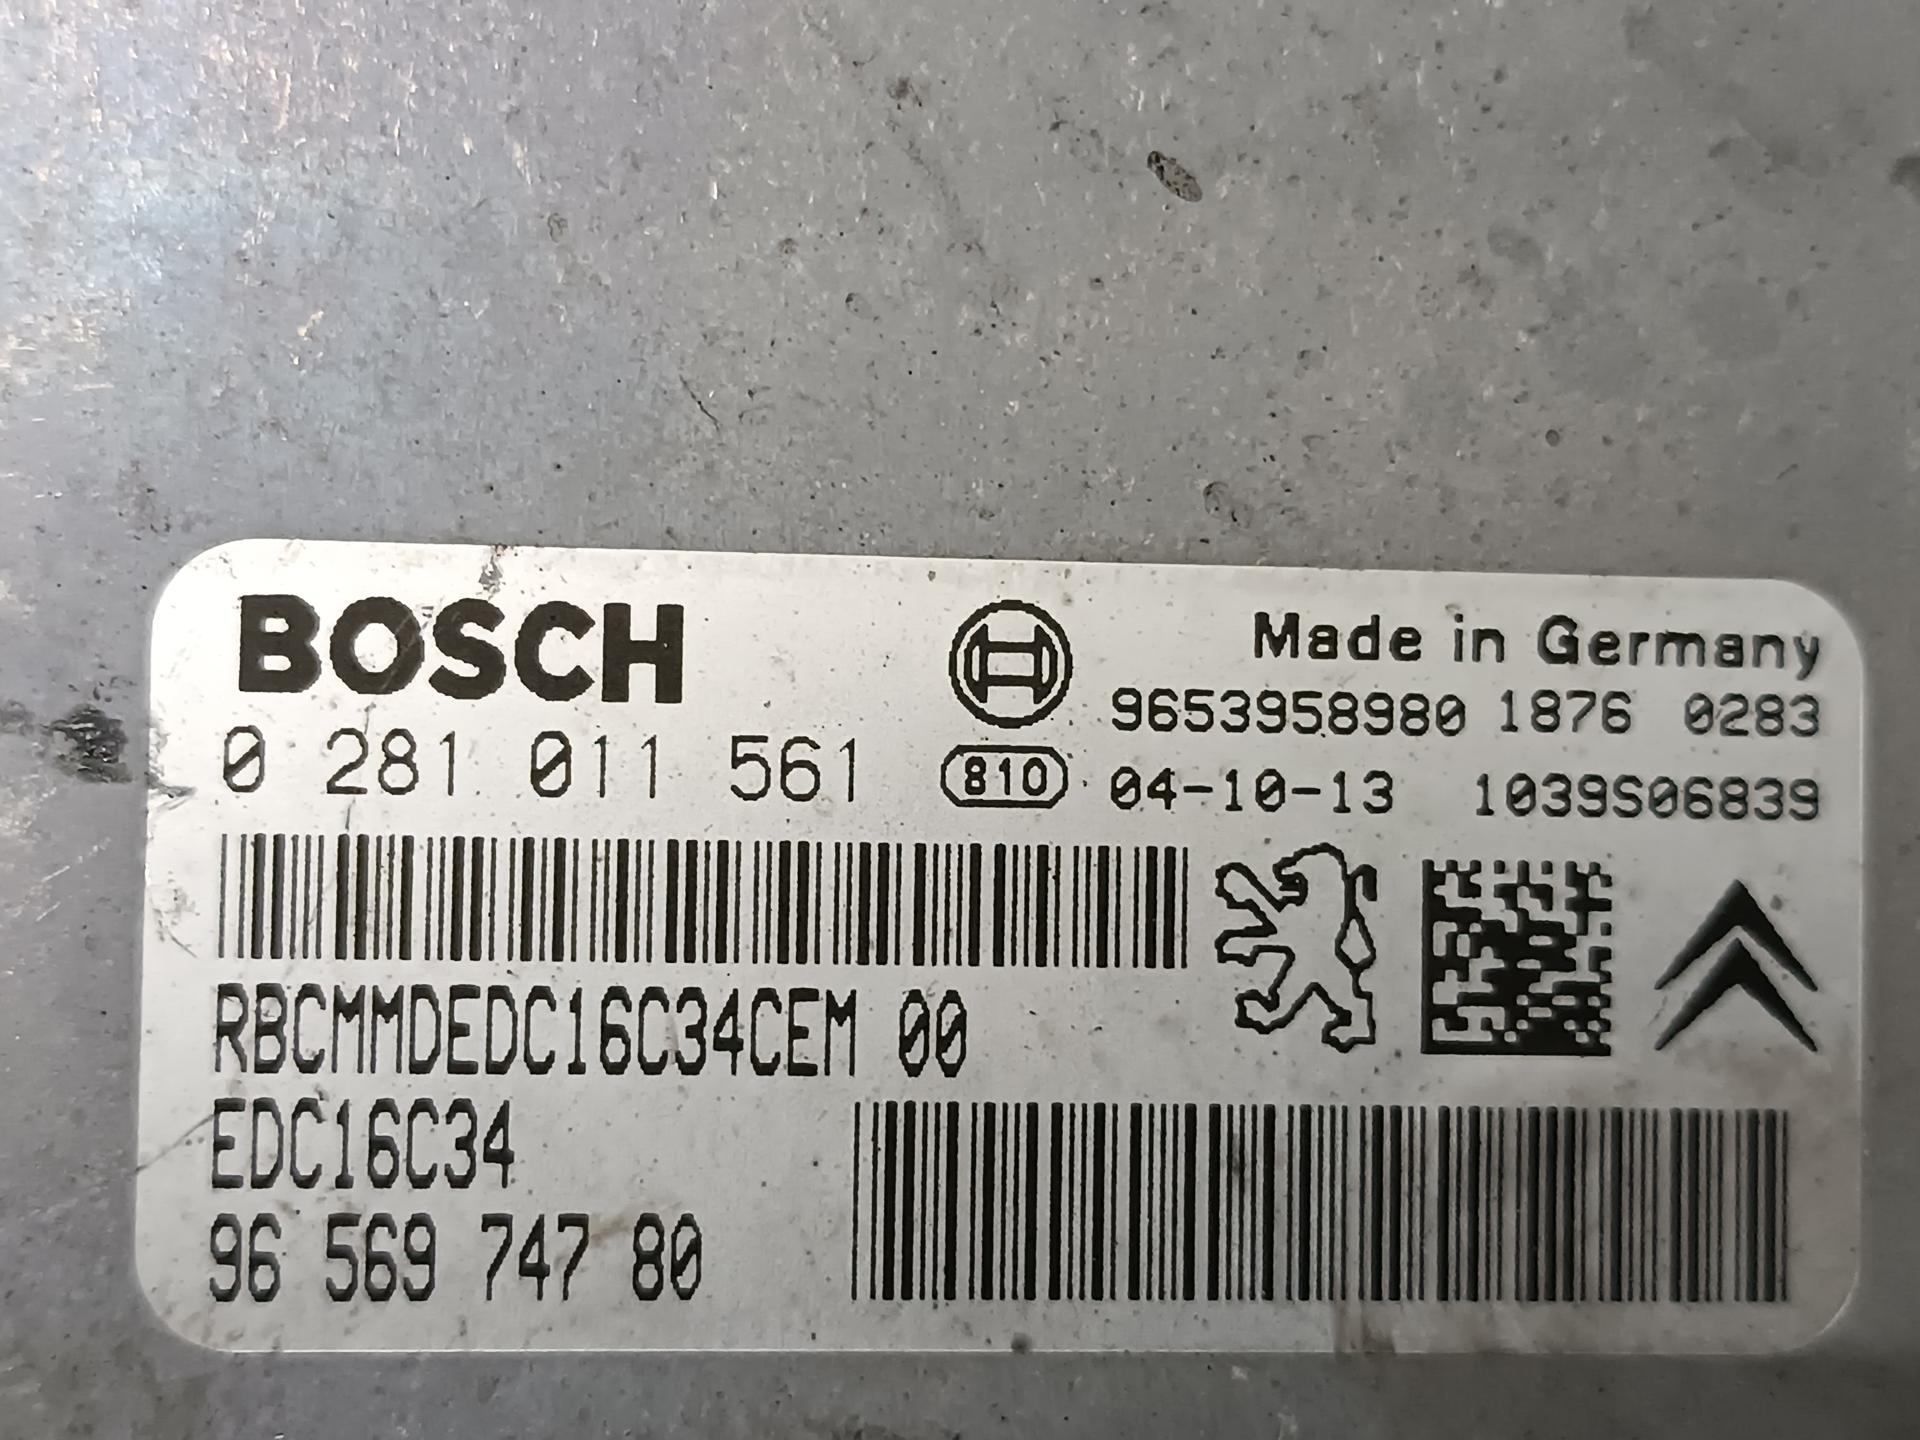 BOSCH
Made in Germany
9653958980 1876 0283
0 281 011 561
810 04-10-13 1039S06839
RBCMMDEDC16C34CEM 00
EDC16C34
96 569 747 80